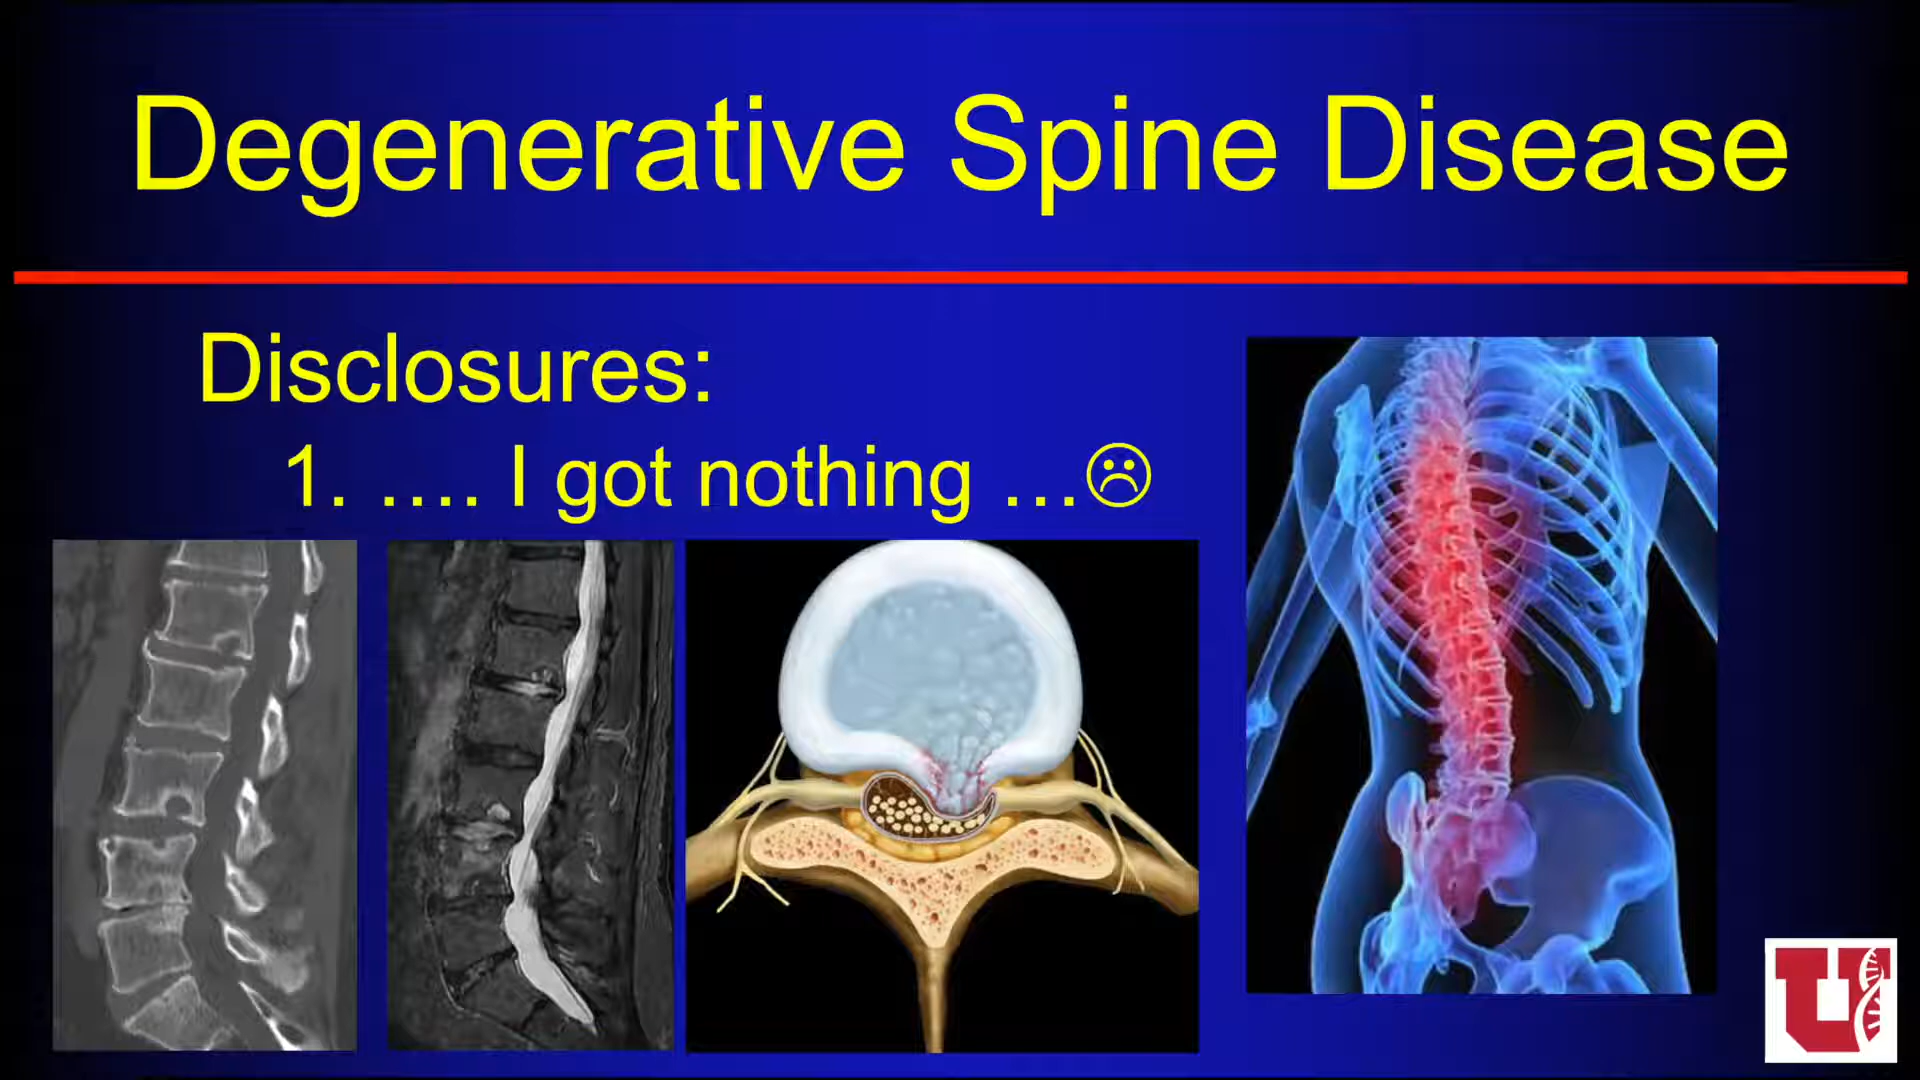 Degenerative Spine Disease
Disclosures:
1. .... I got nothing ...☹
U